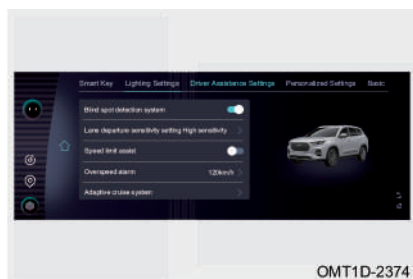 Smart Key Lighting Settings Driver Assistance Settings Personalized Settings Basic
Blind spot detection system
Lane departure sensitivity setting High sensitivity
Speed limit assist
Overspeed alarm 120km/h
Adaptive cruise system
OMT1D-2374